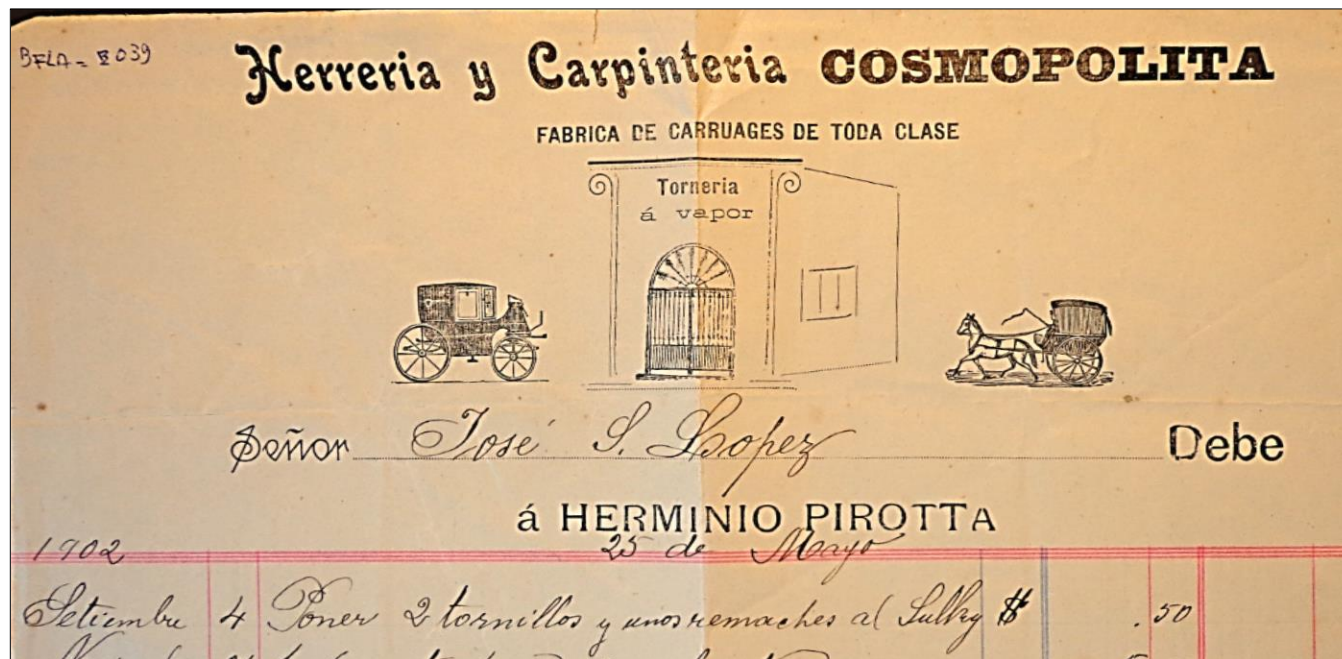 BFLA - 039
Herreria y Carpinteria COSMOPOLITA
FABRICA DE CARRUAGES DE TODA CLASE
Torneria
á vapor
Señor José S. Lopez Debe
á HERMINIO PIROTTA
1902 25 de Mayo
Setiembre 4 Poner 2 tornillos y unos remaches al Sulky $ .50